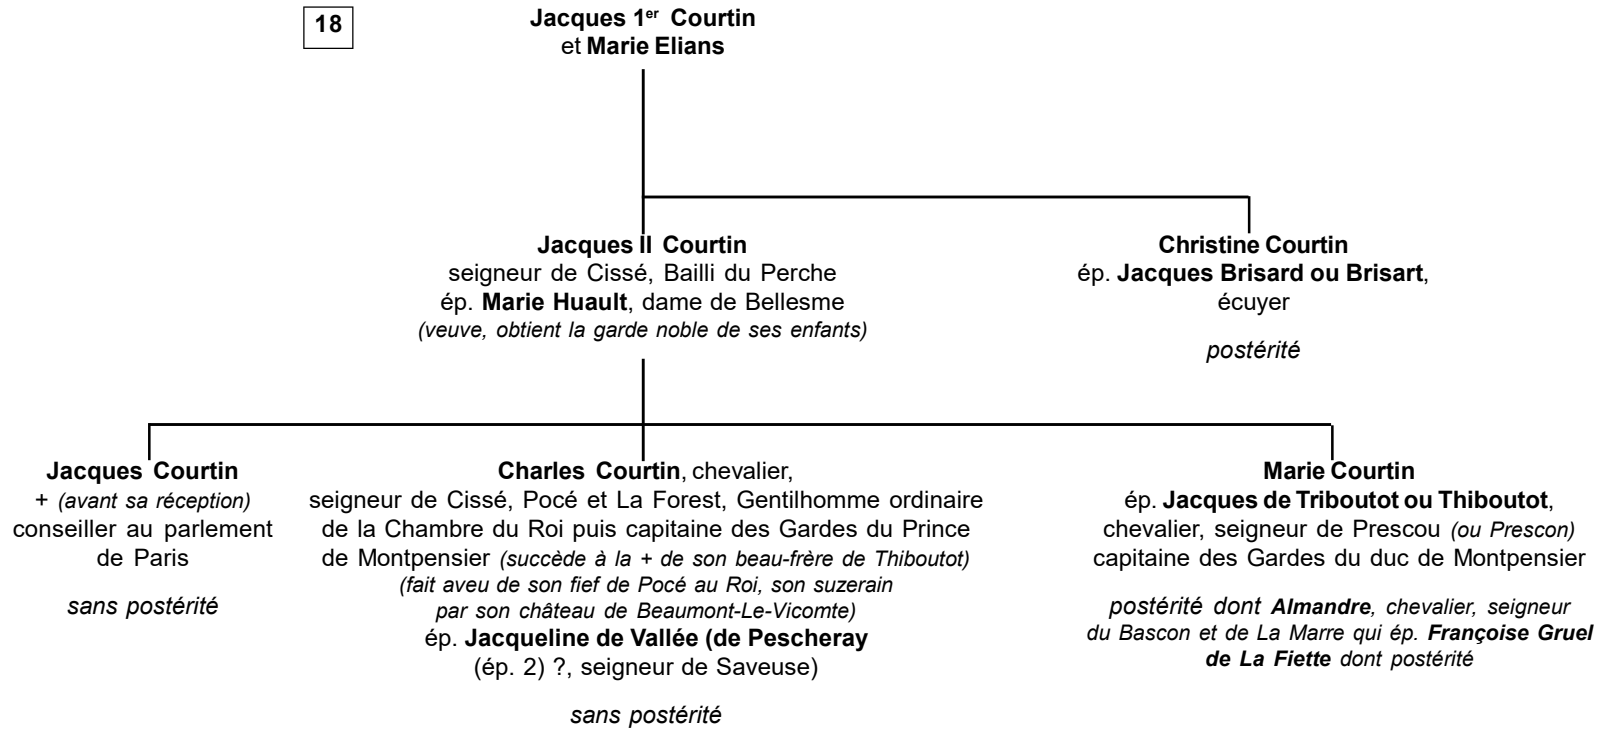 18
Jacques 1er Courtin
et Marie Elians
Jacques II Courtin
seigneur de Cissé, Bailli du Perche
ép. Marie Huault, dame de Bellesme
(veuve, obtient la garde noble de ses enfants)
Christine Courtin
ép. Jacques Brisard ou Brisart,
écuyer
postérité
Jacques Courtin
+ (avant sa réception)
conseiller au parlement
de Paris
sans postérité
Charles Courtin, chevalier,
seigneur de Cissé, Pocé et La Forest, Gentilhomme ordinaire
de la Chambre du Roi puis capitaine des Gardes du Prince
de Montpensier (succède à la + de son beau-frère de Thiboutot)
(fait aveu de son fief de Pocé au Roi, son suzerain
par son château de Beaumont-Le-Vicomte)
ép. Jacqueline de Vallée (de Pescheray
(ép. 2) ?, seigneur de Saveuse)
sans postérité
Marie Courtin
ép. Jacques de Triboutot ou Thiboutot,
chevalier, seigneur de Prescou (ou Prescon)
capitaine des Gardes du duc de Montpensier
postérité dont Almandre, chevalier, seigneur
du Bascon et de La Marre qui ép. Françoise Gruel
de La Fiette dont postérité